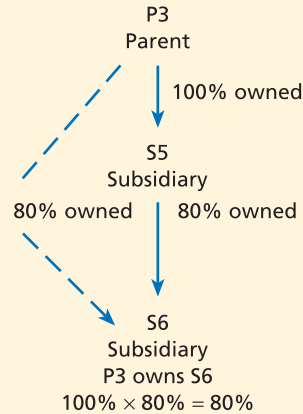 P3
Parent
100% owned
S5
Subsidiary
80% owned
80% owned
S6
Subsidiary
P3 owns S6
100% × 80% = 80%